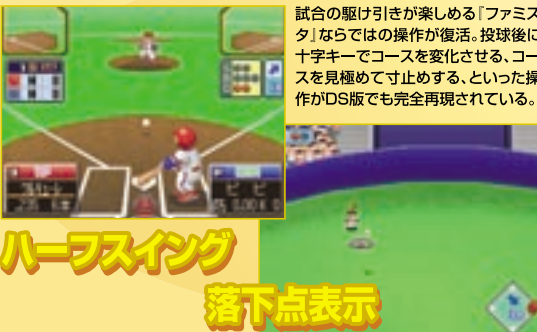 試合の駆け引きが楽しめる『ファミス
タ』ならではの操作が復活。投球後に
十字キーでコースを変化させる、コー
スを見極めて寸止めする、といった操
作がDS版でも完全再現されている。
ハーフスイング
落下点表示